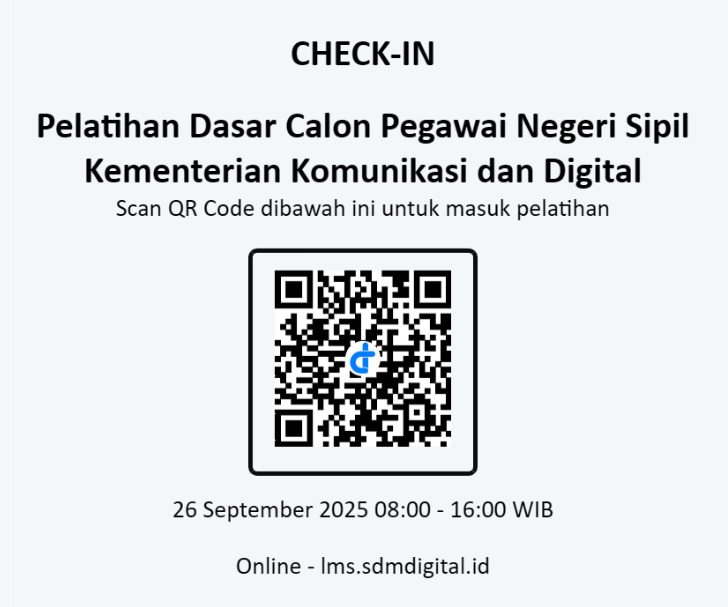 CHECK-IN
Pelatihan Dasar Calon Pegawai Negeri Sipil
Kementerian Komunikasi dan Digital
Scan QR Code dibawah ini untuk masuk pelatihan
26 September 2025 08:00 - 16:00 WIB
Online - lms.sdmdigital.id